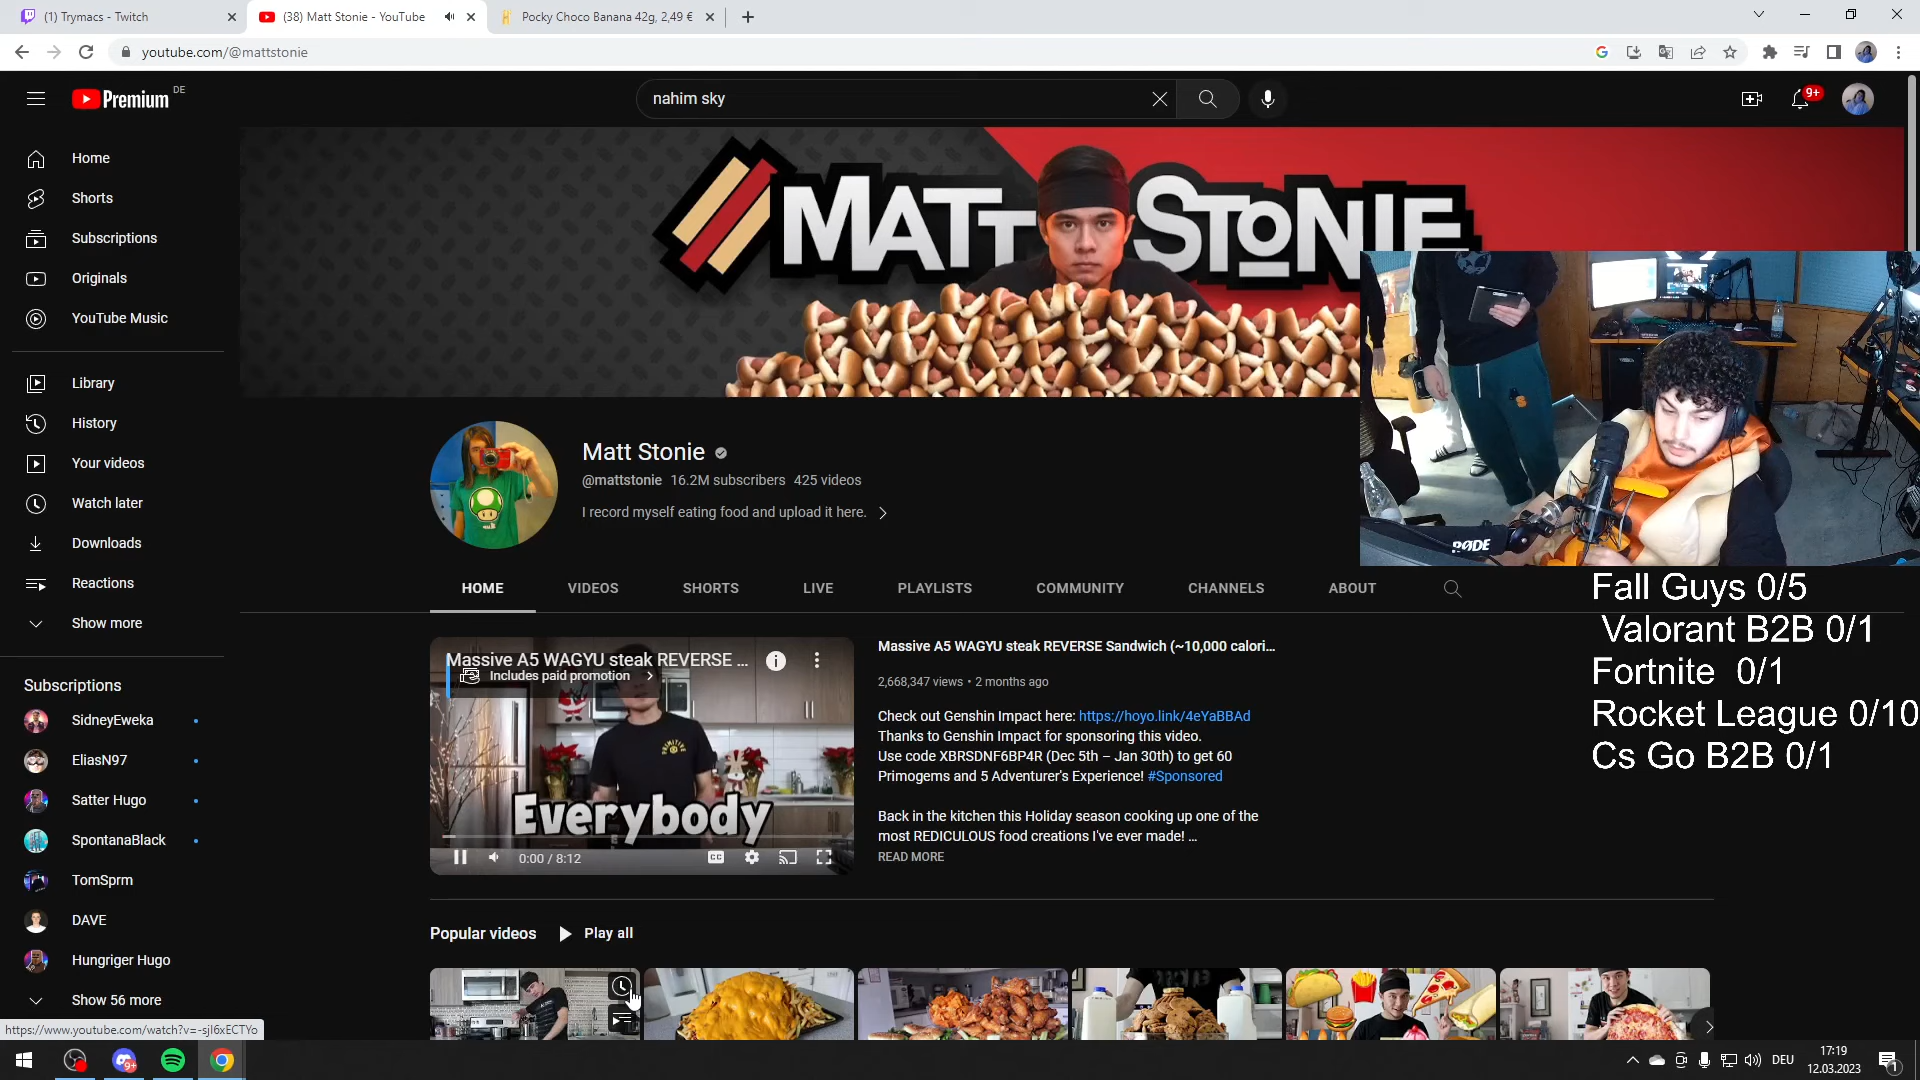 (1) Trymacs - Twitch
(38) Matt Stonie - YouTube
Pocky Choco Banana 42g, 2,49 €
youtube.com/@mattstonie
Premium DE
nahim sky
9+
Home
Shorts
Subscriptions
Originals
YouTube Music
Library
History
Your videos
Watch later
Downloads
Reactions
Show more
Subscriptions
SidneyEweka
EliasN97
Satter Hugo
SpontanaBlack
TomSprm
DAVE
Hungriger Hugo
Show 56 more
https://www.youtube.com/watch?v=-sjI6xECTYo
MATT STONIE
Matt Stonie
@mattstonie 16.2M subscribers 425 videos
I record myself eating food and upload it here.
HOME VIDEOS SHORTS LIVE PLAYLISTS COMMUNITY CHANNELS ABOUT
Massive A5 WAGYU steak REVERSE ...
Includes paid promotion
PRIMITIVE
Everybody
0:00 / 8:12
CC
Massive A5 WAGYU steak REVERSE Sandwich (~10,000 calori...
2,668,347 views • 2 months ago
Check out Genshin Impact here: https://hoyo.link/4eYaBBAd
Thanks to Genshin Impact for sponsoring this video.
Use code XBRSDNF6BP4R (Dec 5th – Jan 30th) to get 60
Primogems and 5 Adventurer's Experience! #Sponsored
Back in the kitchen this Holiday season cooking up one of the
most REDICULOUS food creations I've ever made! ...
READ MORE
RØDE
Fall Guys 0/5
Valorant B2B 0/1
Fortnite 0/1
Rocket League 0/10
Cs Go B2B 0/1
Popular videos
Play all
9+
DEU
17:19
12.03.2023
1